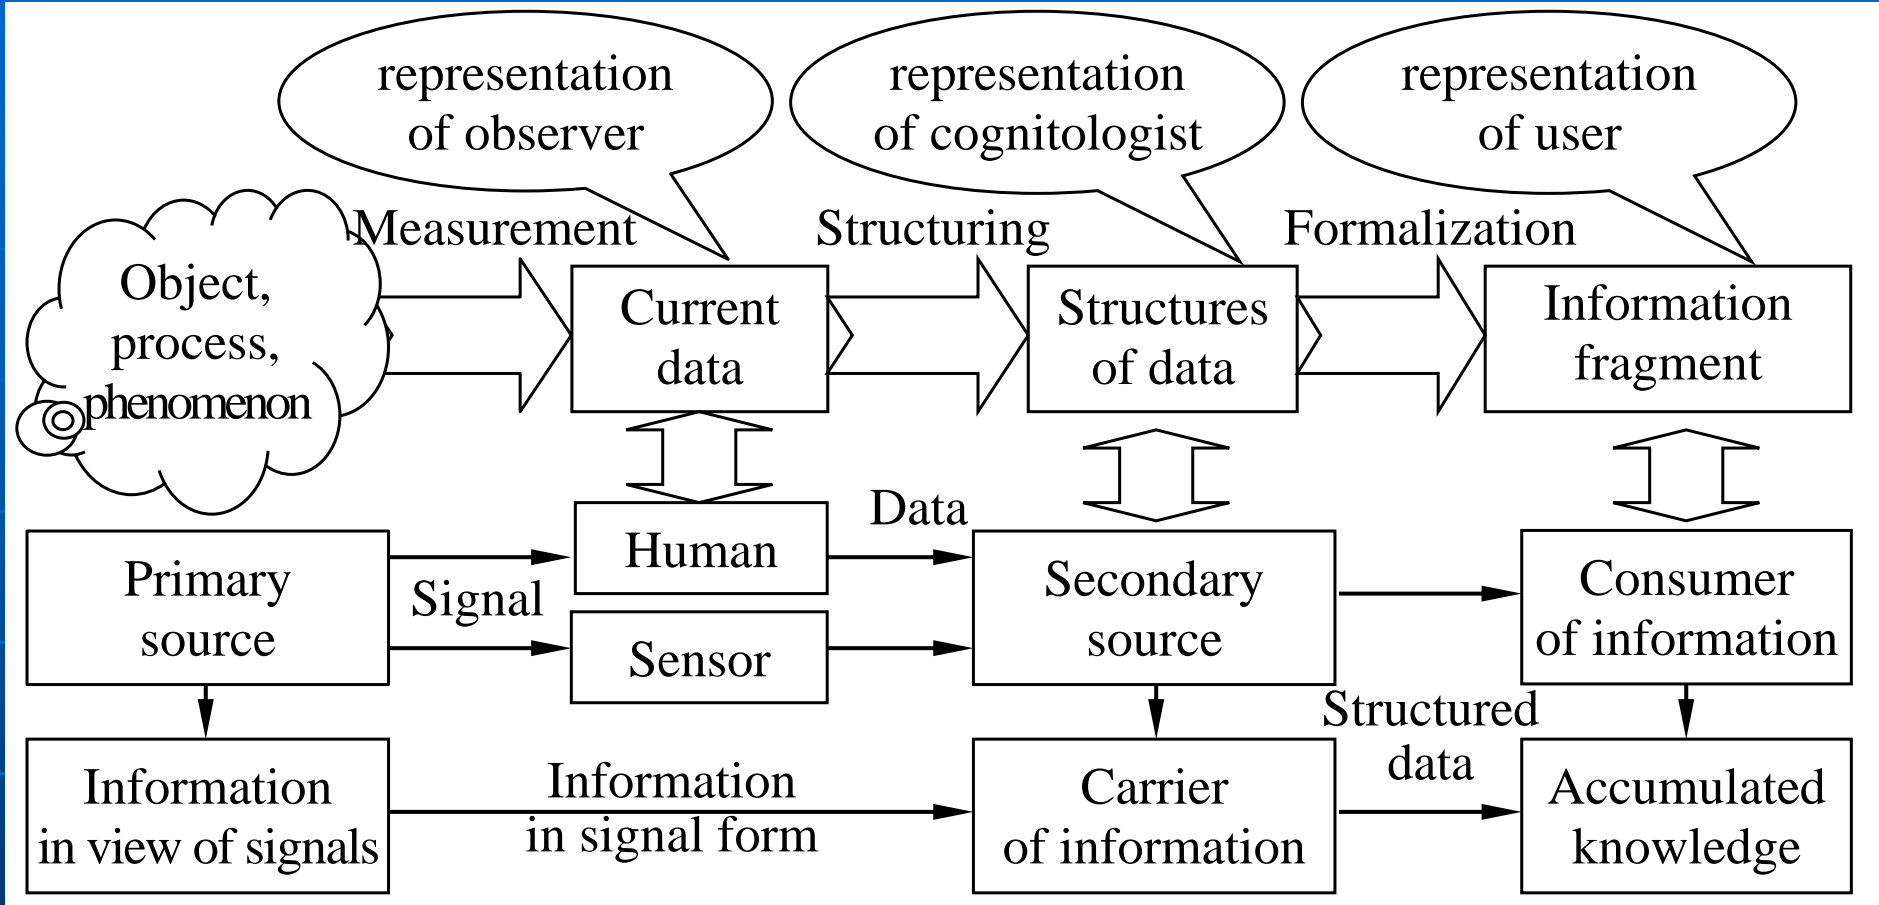 representation
of observer
representation
of cognitologist
representation
of user
Measurement
Structuring
Formalization
Object,
process,
phenomenon
Current
data
Structures
of data
Information
fragment
Data
Human
Signal
Sensor
Primary
source
Secondary
source
Consumer
of information
Structured
data
Information
in view of signals
Information
in signal form
Carrier
of information
Accumulated
knowledge